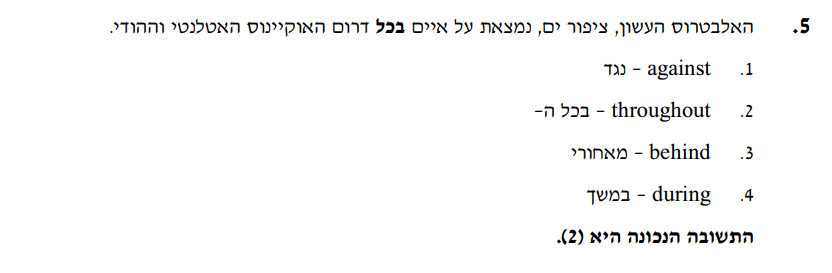 5. האלבטרוס העשון, ציפור ים, נמצאת על איים בכל דרום האוקיינוס האטלנטי וההודי.
1. against – נגד
2. throughout – בכל ה-
3. behind – מאחורי
4. during – במשך
התשובה הנכונה היא (2).